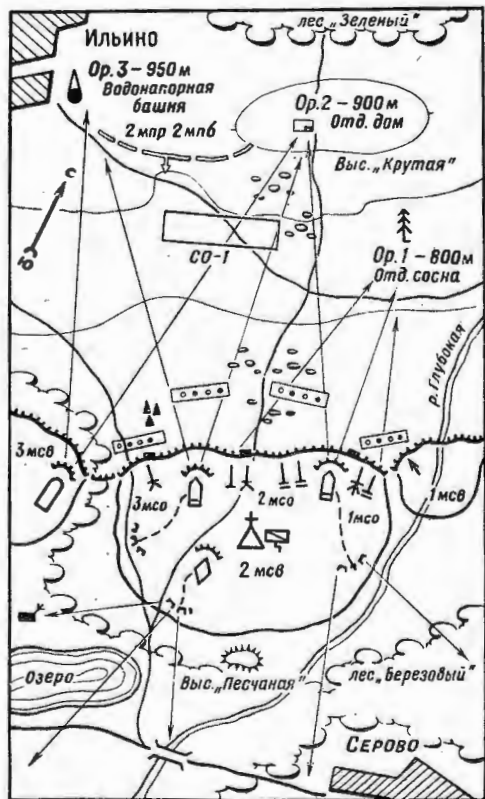 лес „Зеленый"
Ильино
Ор. 3 – 950 м
Водонапорная
башня
2 мпр 2 мпб
Ор. 2 – 900 м
Отд. дом
Выс. „Крутая"
С
Ю
СО-1
Ор. 1 – 800 м
Отд. сосна
р. Глубокая
3 мсв
3 мсо
2 мсо
1 мсо
1 мсв
2 мсв
Озеро
Выс. „Песчаная"
лес „Березовый"
Серово